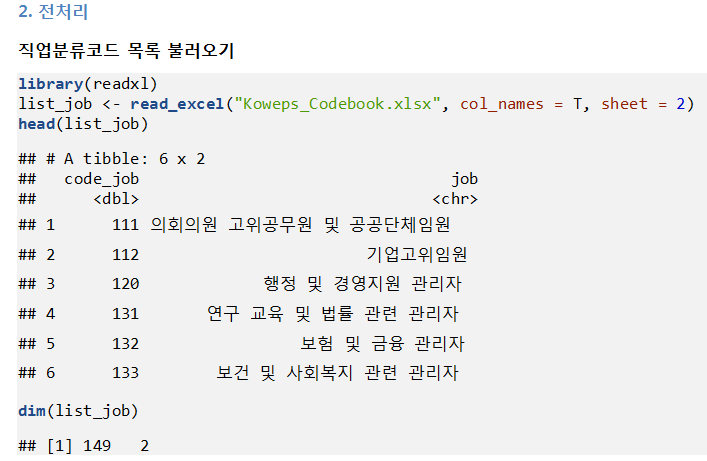 2. 전처리
직업분류코드 목록 불러오기
library(readxl)
list_job <- read_excel("Koweps_Codebook.xlsx", col_names = T, sheet = 2)
head(list_job)
## # A tibble: 6 x 2
##   code_job                                job
##      <dbl>                              <chr>
## 1      111 의회의원 고위공무원 및 공공단체임원
## 2      112 기업고위임원
## 3      120 행정 및 경영지원 관리자
## 4      131 연구 교육 및 법률 관련 관리자
## 5      132 보험 및 금융 관리자
## 6      133 보건 및 사회복지 관련 관리자
dim(list_job)
## [1] 149   2